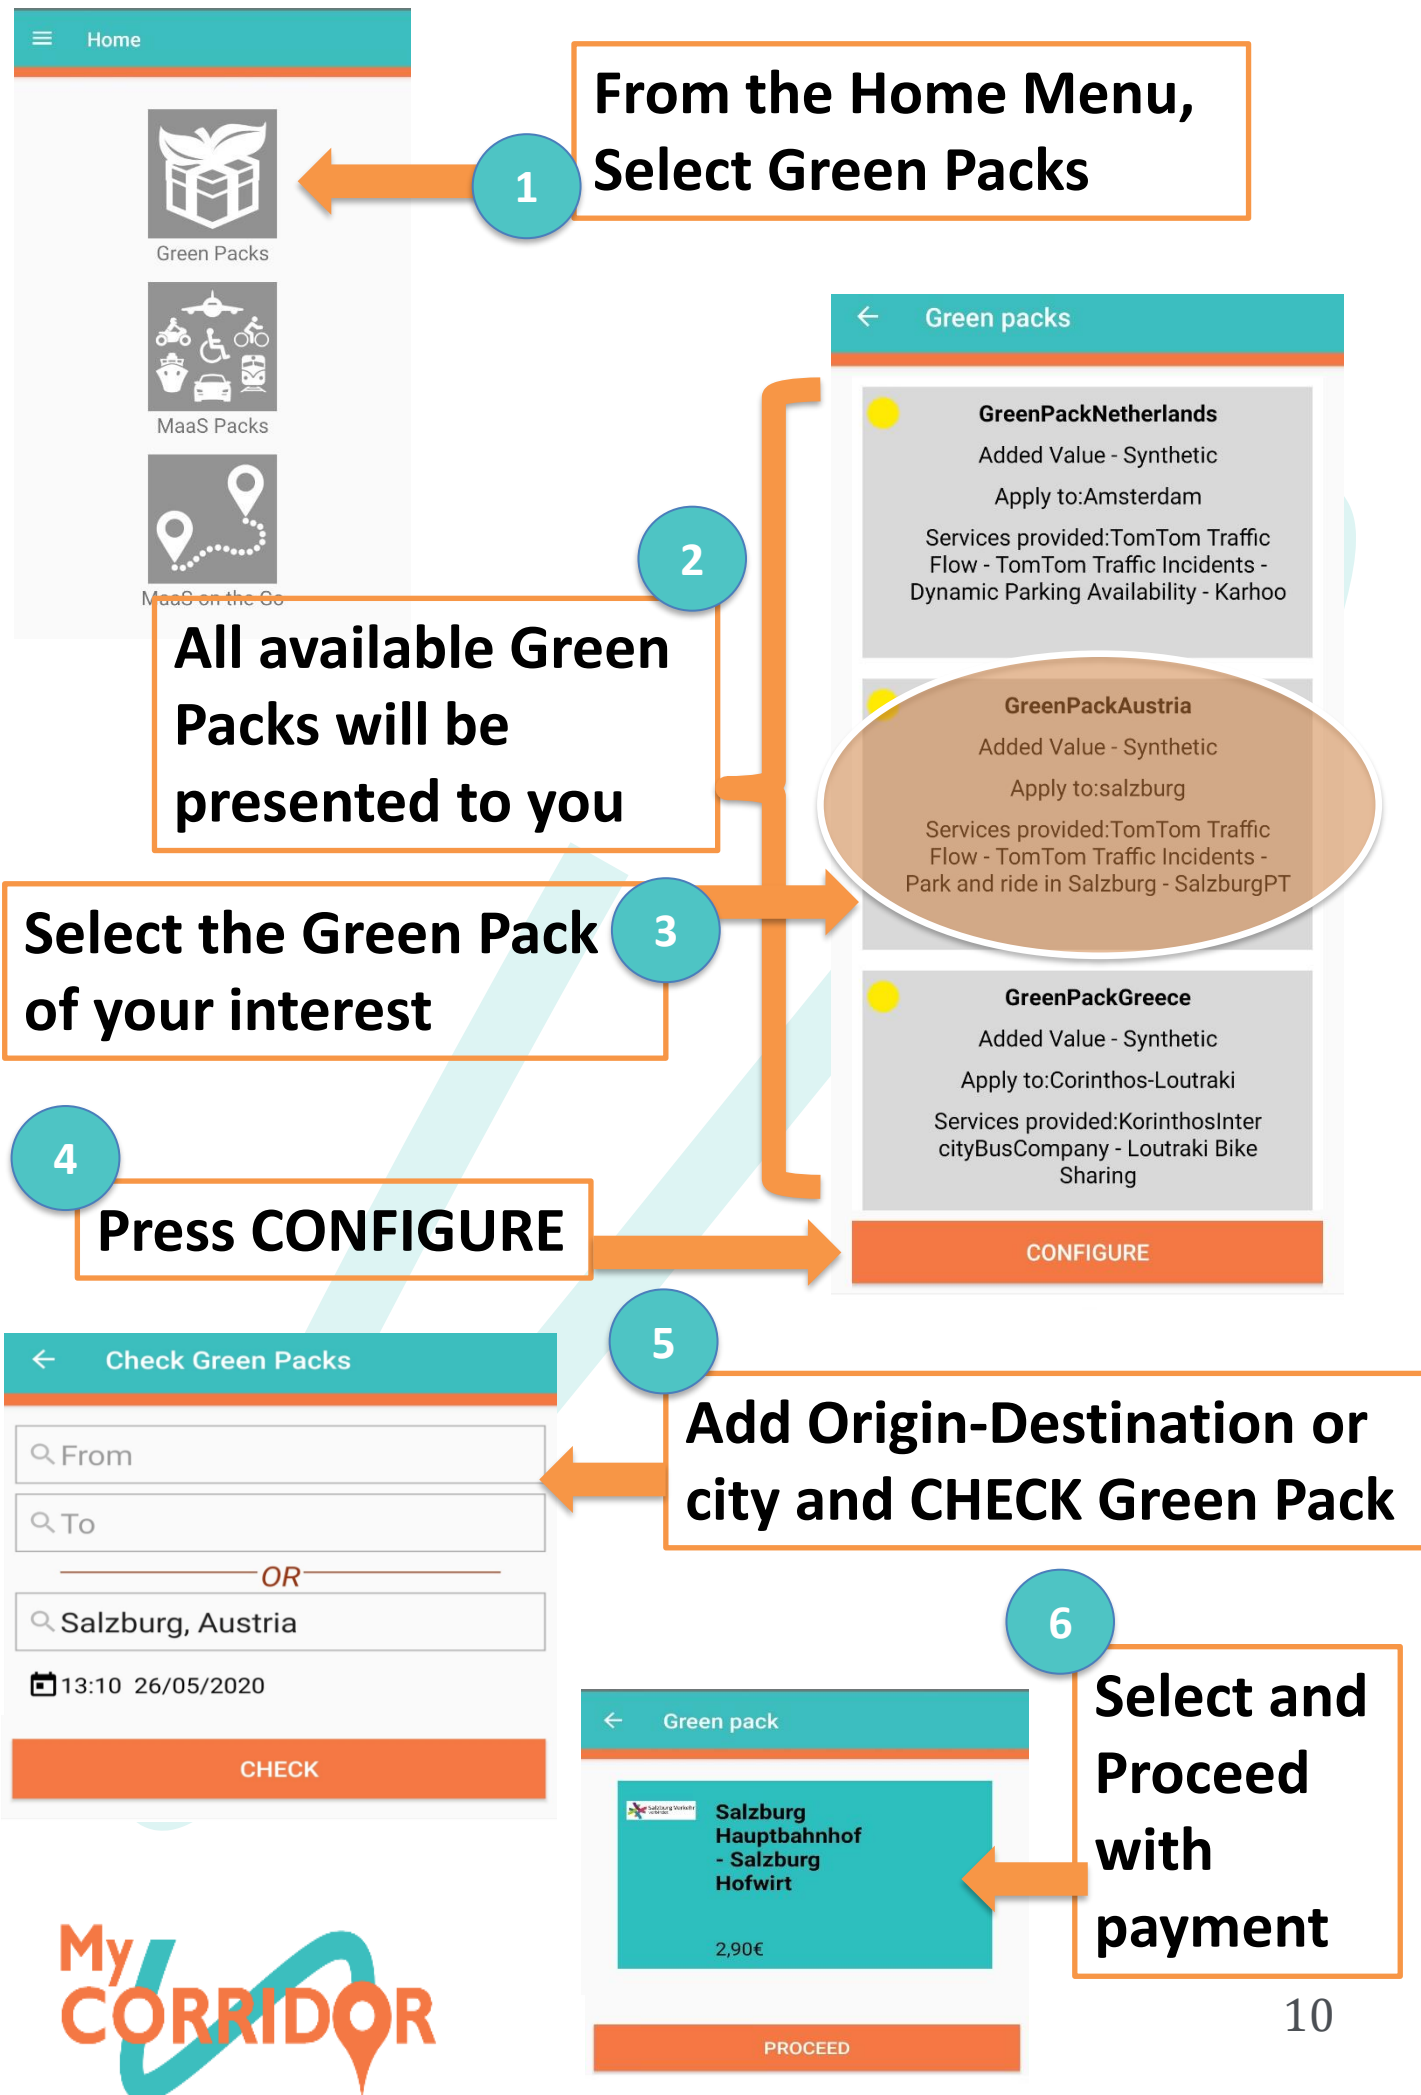 Home
Green Packs
MaaS Packs
MaaS on the Go
1
From the Home Menu,
Select Green Packs
2
All available Green
Packs will be
presented to you
Green packs
GreenPackNetherlands
Added Value - Synthetic
Apply to:Amsterdam
Services provided:TomTom Traffic
Flow - TomTom Traffic Incidents -
Dynamic Parking Availability - Karhoo
GreenPackAustria
Added Value - Synthetic
Apply to:salzburg
Services provided:TomTom Traffic
Flow - TomTom Traffic Incidents -
Park and ride in Salzburg - SalzburgPT
GreenPackGreece
Added Value - Synthetic
Apply to:Corinthos-Loutraki
Services provided:KorinthosInter
cityBusCompany - Loutraki Bike
Sharing
CONFIGURE
3
Select the Green Pack
of your interest
4
Press CONFIGURE
5
Add Origin-Destination or
city and CHECK Green Pack
Check Green Packs
From
To
OR
Salzburg, Austria
13:10 26/05/2020
CHECK
6
Select and
Proceed
with
payment
Green pack
Salzburg Verkehr
Salzburg
Hauptbahnhof
- Salzburg
Hofwirt
2,90€
PROCEED
My
CORRIDOR
10